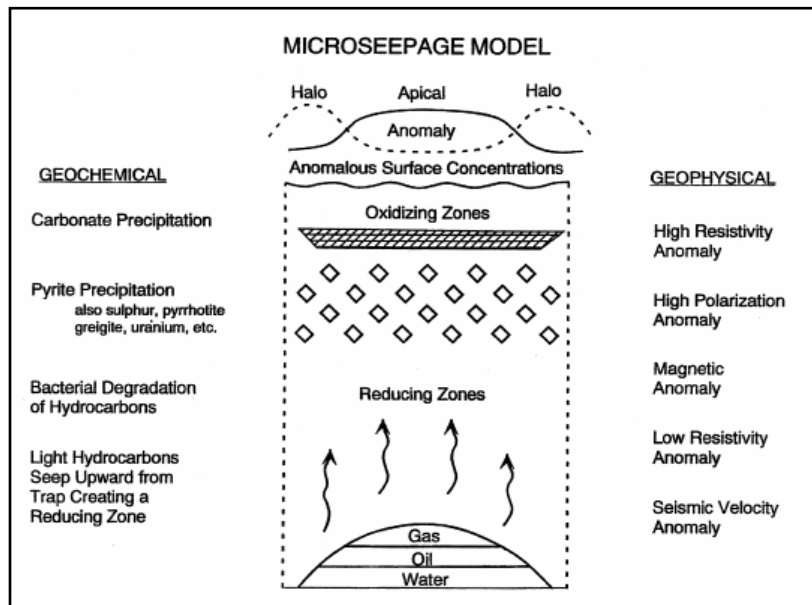 MICROSEEPAGE MODEL
Halo
Apical
Halo
Anomaly
Anomalous Surface Concentrations
GEOCHEMICAL
Carbonate Precipitation
Pyrite Precipitation
also sulphur, pyrrhotite
greigite, uranium, etc.
Bacterial Degradation
of Hydrocarbons
Light Hydrocarbons
Seep Upward from
Trap Creating a
Reducing Zone
Oxidizing Zones
Reducing Zones
Gas
Oil
Water
GEOPHYSICAL
High Resistivity
Anomaly
High Polarization
Anomaly
Magnetic
Anomaly
Low Resistivity
Anomaly
Seismic Velocity
Anomaly